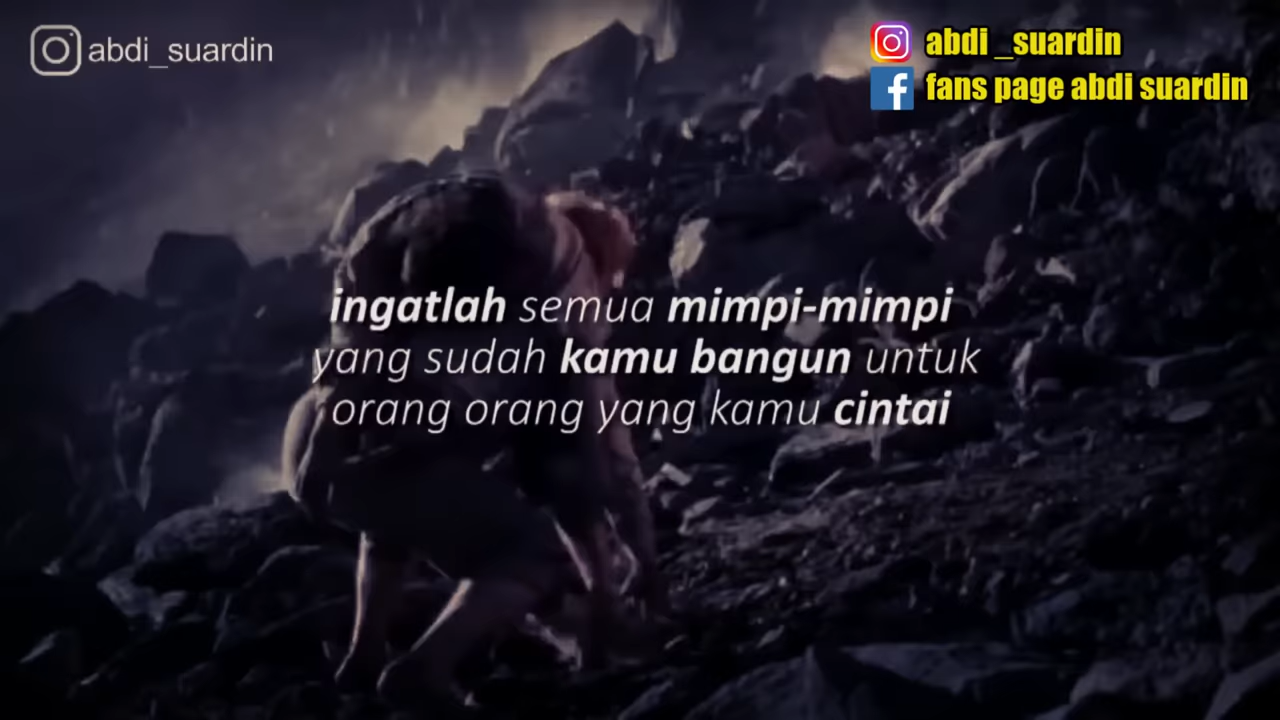 abdi_suardin
abdi _suardin
fans page abdi suardin
ingatlah semua mimpi-mimpi
yang sudah kamu bangun untuk
orang orang yang kamu cintai